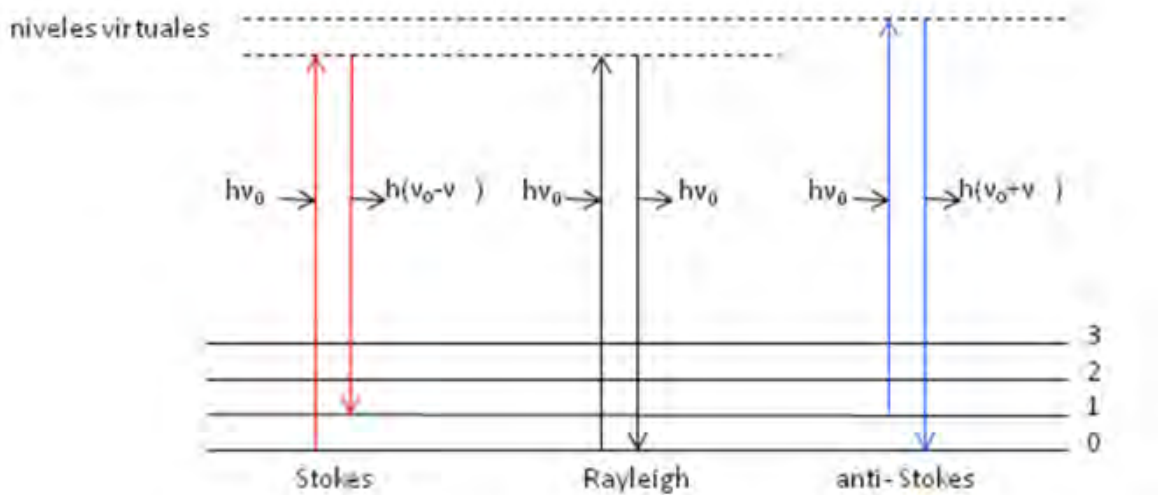 niveles virtuales
hν₀
h(ν₀-ν )
hν₀
hν₀
hν₀
h(ν₀+ν )
3
2
1
0
Stokes
Rayleigh
anti-Stokes